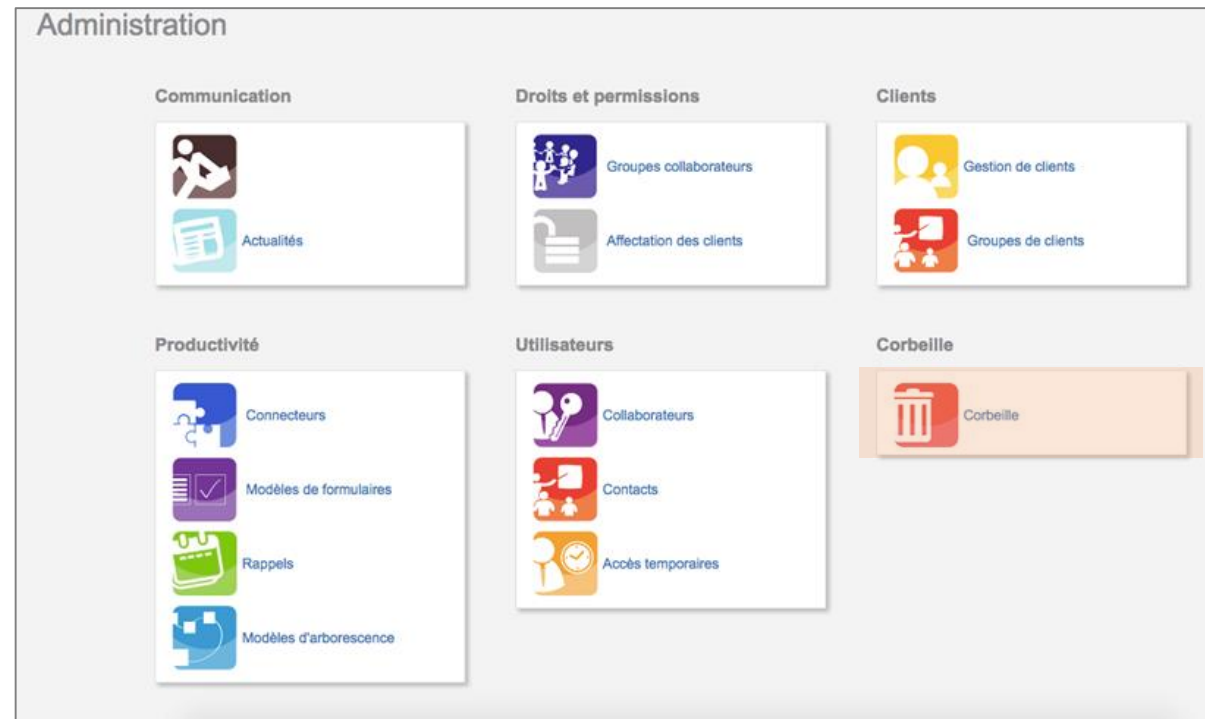 Administration
Communication
Droits et permissions
Clients
Groupes collaborateurs
Gestion de clients
Actualités
Affectation des clients
Groupes de clients
Productivité
Utilisateurs
Corbeille
Connecteurs
Collaborateurs
Corbeille
Modèles de formulaires
Contacts
Rappels
Accès temporaires
Modèles d'arborescence